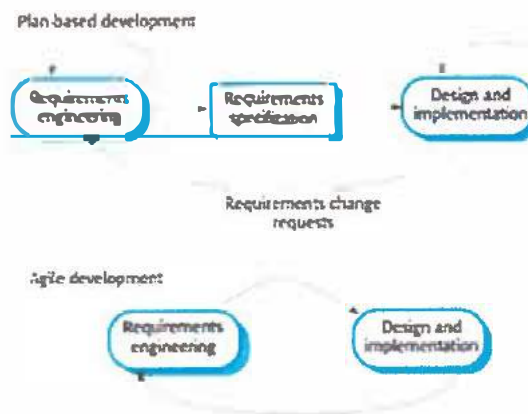 Plan-based development
Requirements
engineering
Requirements
specification
Design and
implementation
Requirements change
requests
Agile development
Requirements
engineering
Design and
implementation